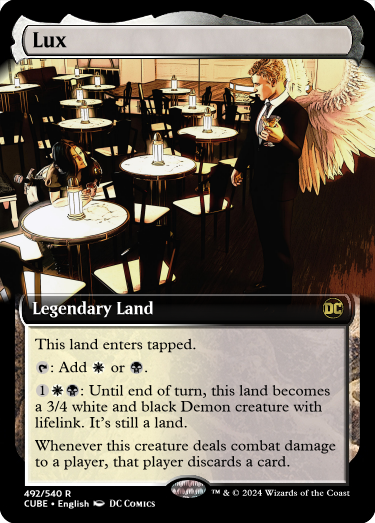 Lux
Legendary Land
DC
This land enters tapped.
: Add or .
1 : Until end of turn, this land becomes
a 3/4 white and black Demon creature with
lifelink. It's still a land.
Whenever this creature deals combat damage
to a player, that player discards a card.
492/540 R
™ & © 2024 Wizards of the Coast
CUBE • English DC Comics